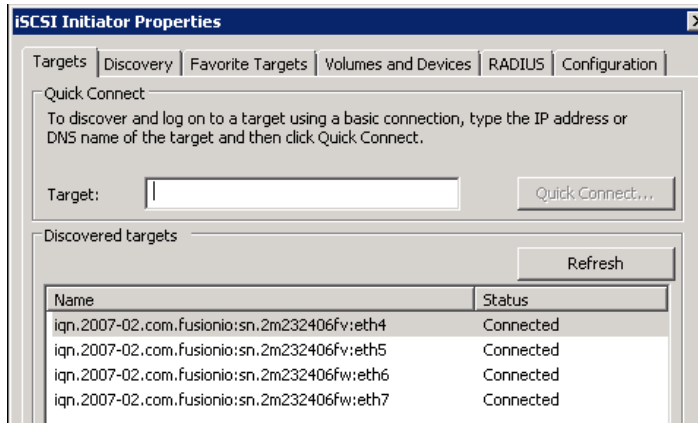 iSCSI Initiator Properties
Targets Discovery Favorite Targets Volumes and Devices RADIUS Configuration
Quick Connect
To discover and log on to a target using a basic connection, type the IP address or
DNS name of the target and then click Quick Connect.
Target:
Quick Connect...
Discovered targets
Refresh
Name Status
iqn.2007-02.com.fusionio:sn.2m232406fv:eth4 Connected
iqn.2007-02.com.fusionio:sn.2m232406fv:eth5 Connected
iqn.2007-02.com.fusionio:sn.2m232406fw:eth6 Connected
iqn.2007-02.com.fusionio:sn.2m232406fw:eth7 Connected